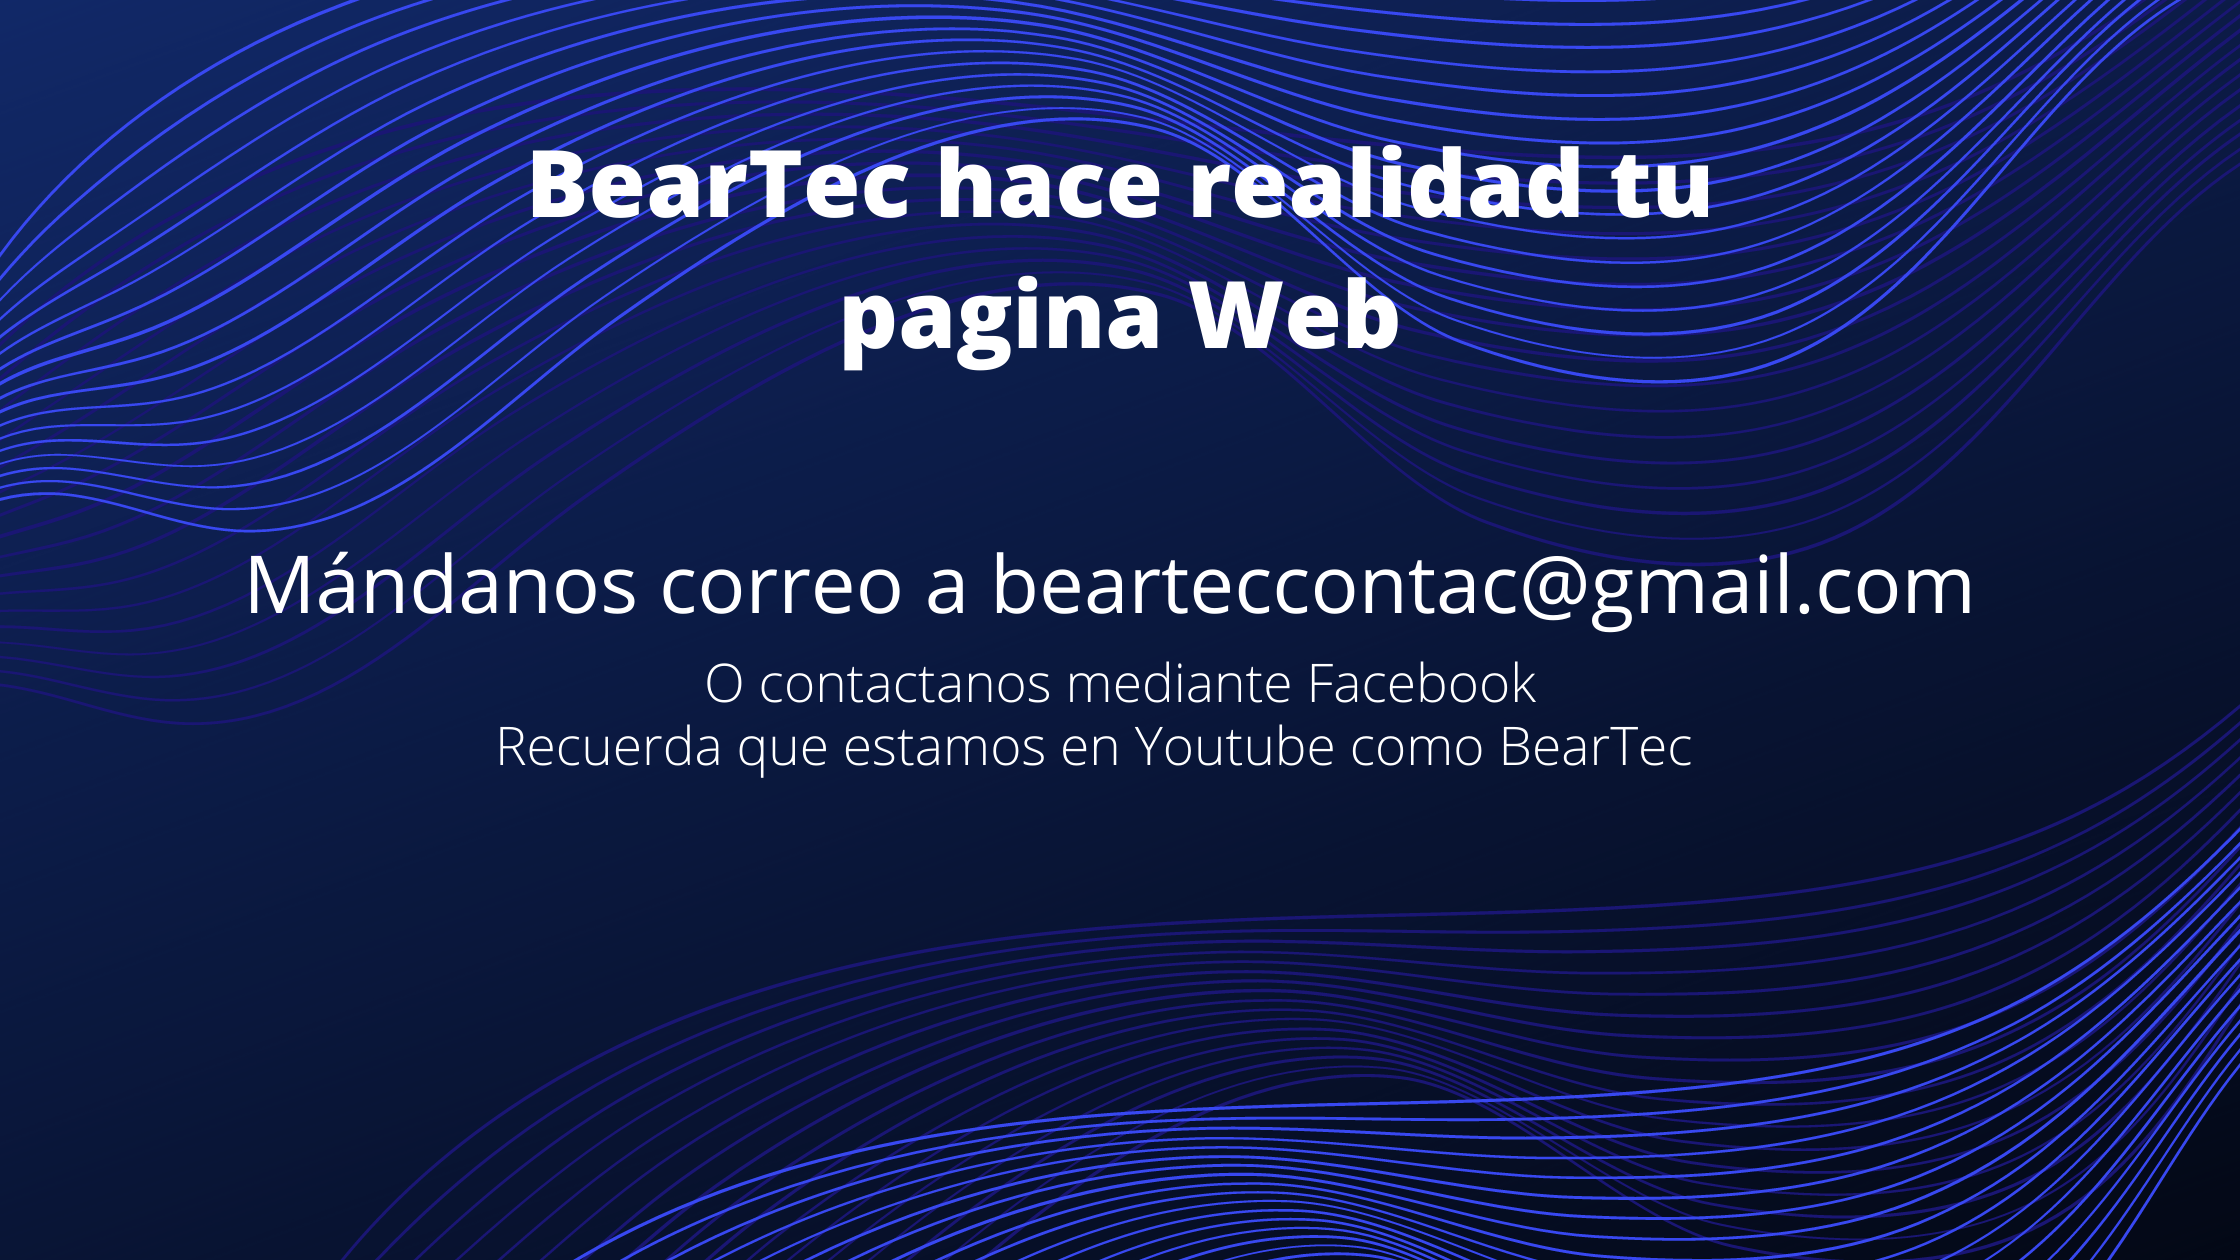 BearTec hace realidad tu
pagina Web
Mándanos correo a bearteccontac@gmail.com
O contactanos mediante Facebook
Recuerda que estamos en Youtube como BearTec